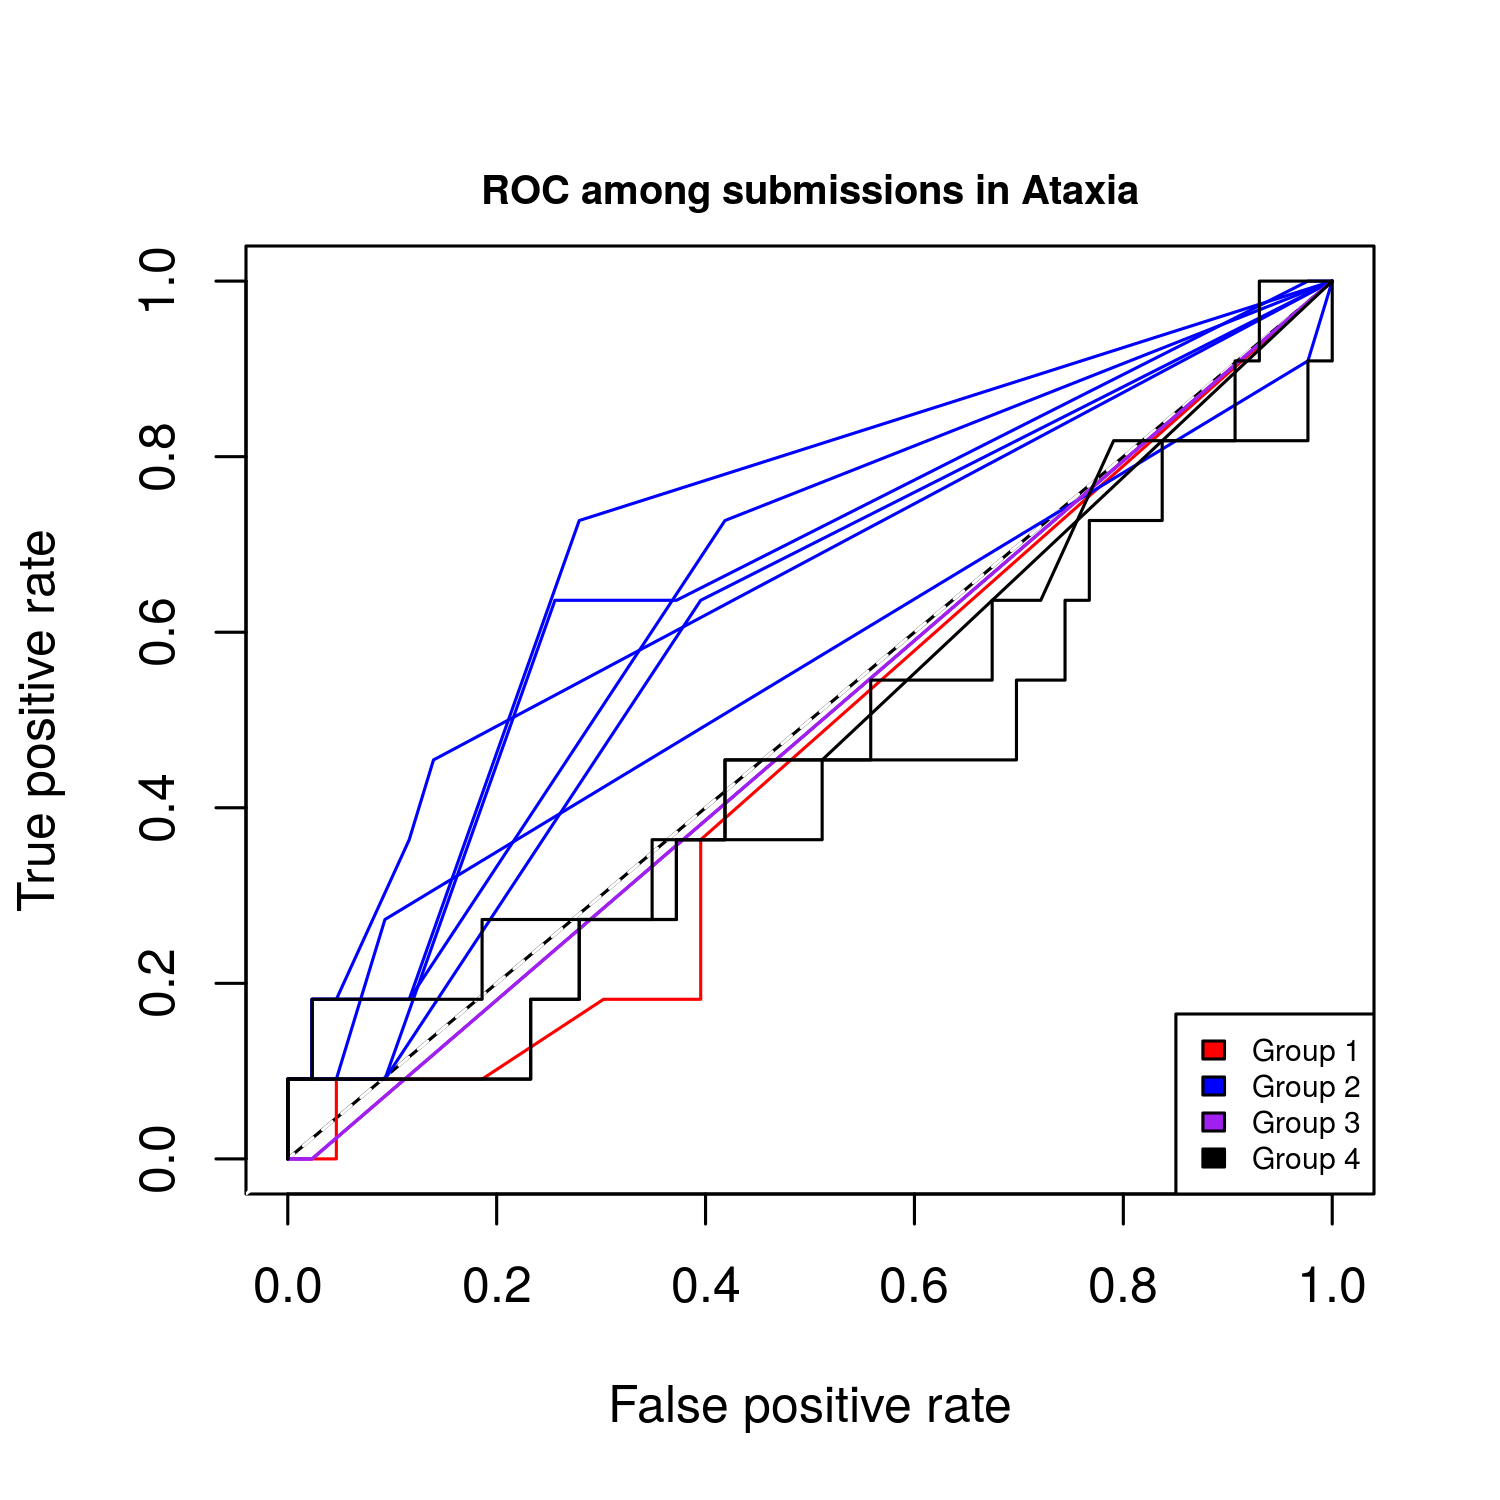 ROC among submissions in Ataxia
True positive rate
1.0
0.8
0.6
0.4
0.2
0.0
Group 1
Group 2
Group 3
Group 4
0.0 0.2 0.4 0.6 0.8 1.0
False positive rate